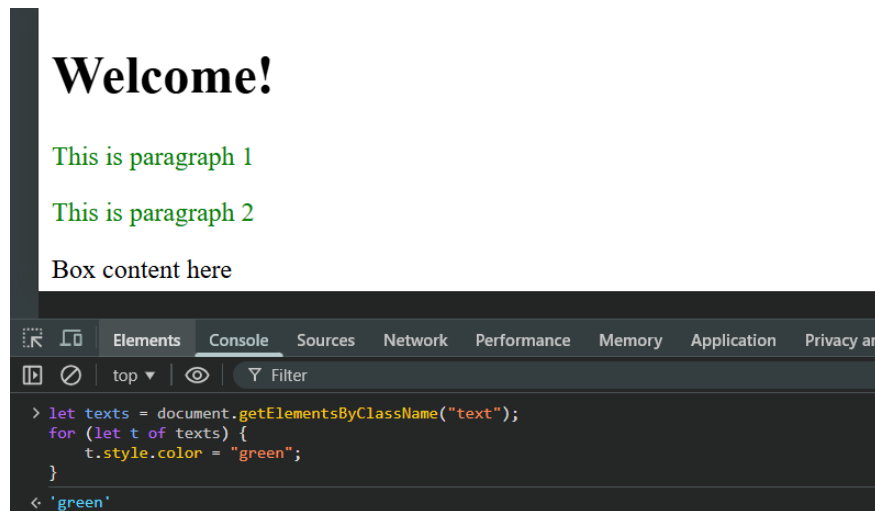 Welcome!
This is paragraph 1
This is paragraph 2
Box content here
Elements Console Sources Network Performance Memory Application Privacy an
top ▼ Filter
> let texts = document.getElementsByClassName("text");
for (let t of texts) {
    t.style.color = "green";
}
'green'